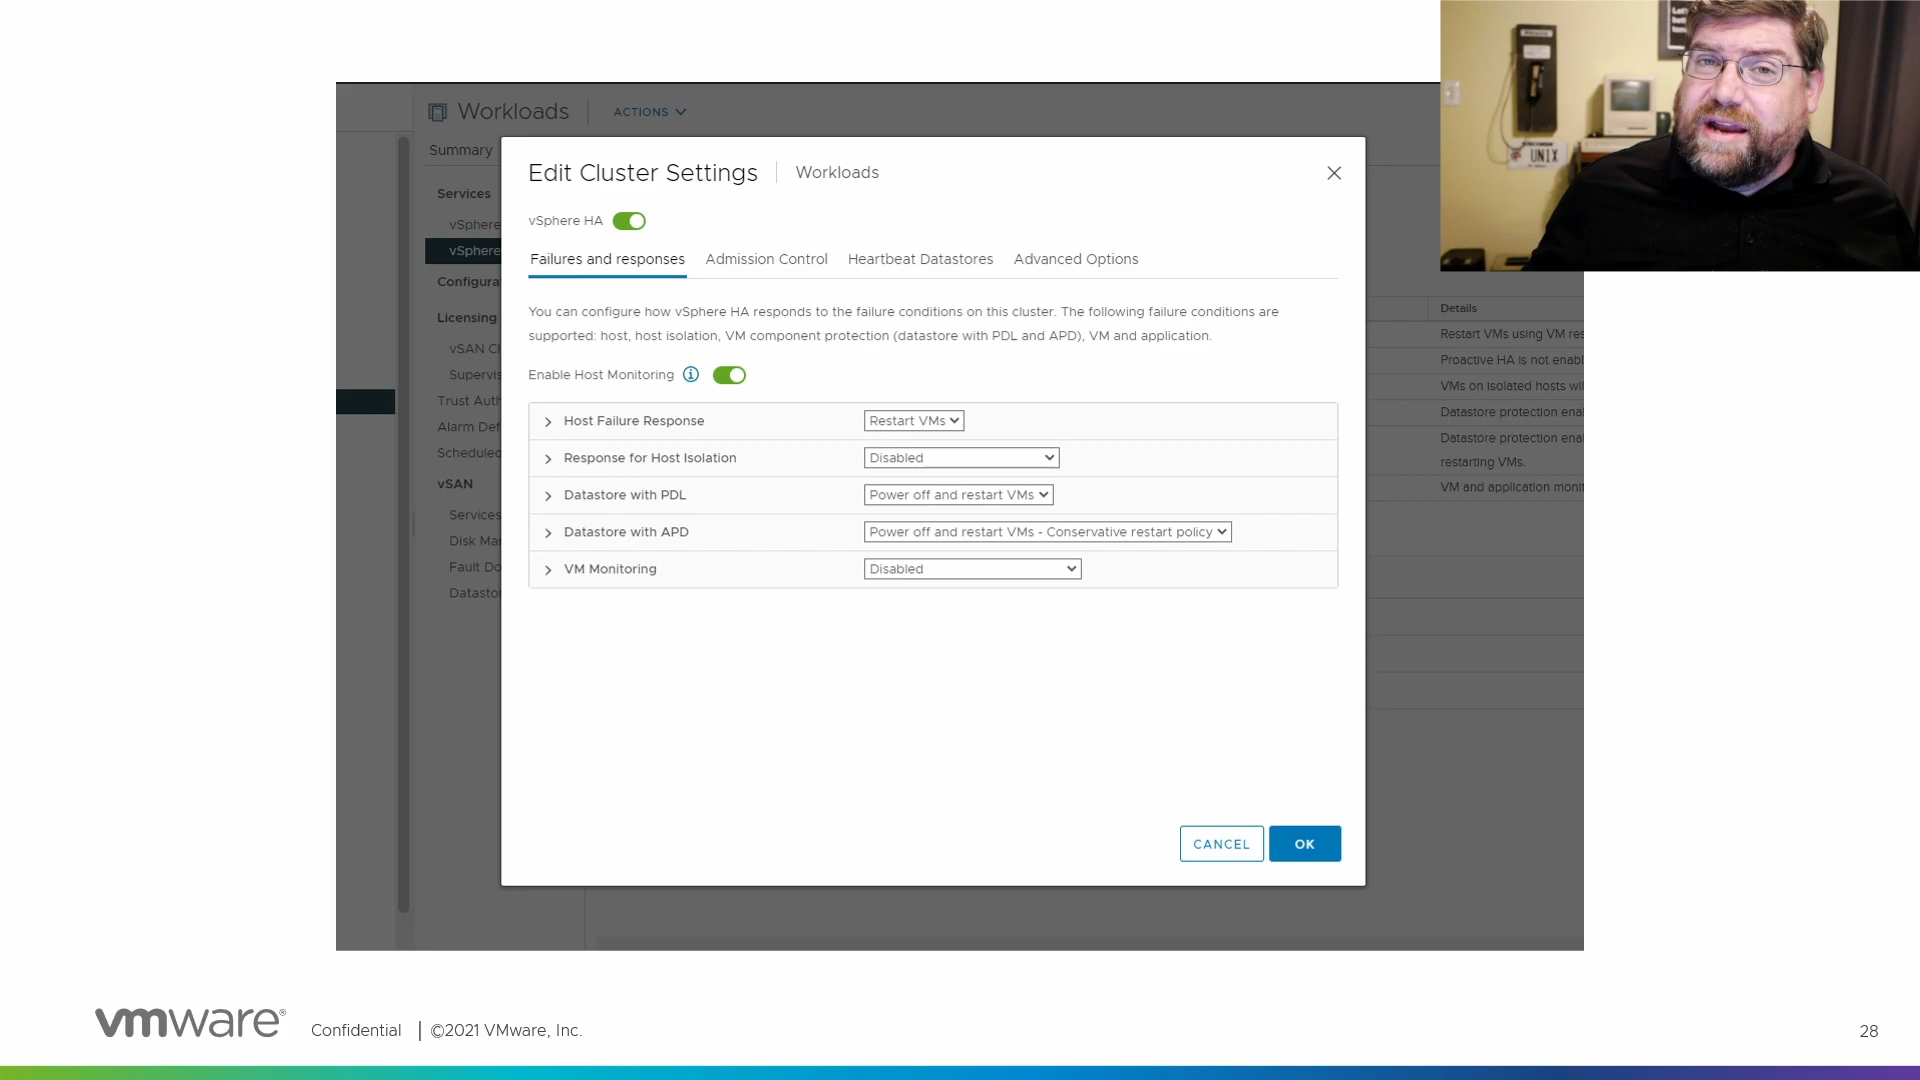 Workloads
ACTIONS
Summary
Services
vSphere
vSphere
Configura
Licensing
vSAN Cl
Supervis
Trust Auth
Alarm Def
Scheduled
vSAN
Services
Disk Ma
Fault Do
Datasto
Edit Cluster Settings
Workloads
vSphere HA
Failures and responses
Admission Control
Heartbeat Datastores
Advanced Options
You can configure how vSphere HA responds to the failure conditions on this cluster. The following failure conditions are
supported: host, host isolation, VM component protection (datastore with PDL and APD), VM and application.
Enable Host Monitoring
Host Failure Response
Restart VMs
Response for Host Isolation
Disabled
Datastore with PDL
Power off and restart VMs
Datastore with APD
Power off and restart VMs - Conservative restart policy
VM Monitoring
Disabled
CANCEL
OK
Details
Restart VMs using VM res
Proactive HA is not enabl
VMs on isolated hosts wil
Datastore protection ena
Datastore protection ena
restarting VMs.
VM and application monit
UNIX
vmware®
Confidential
©2021 VMware, Inc.
28